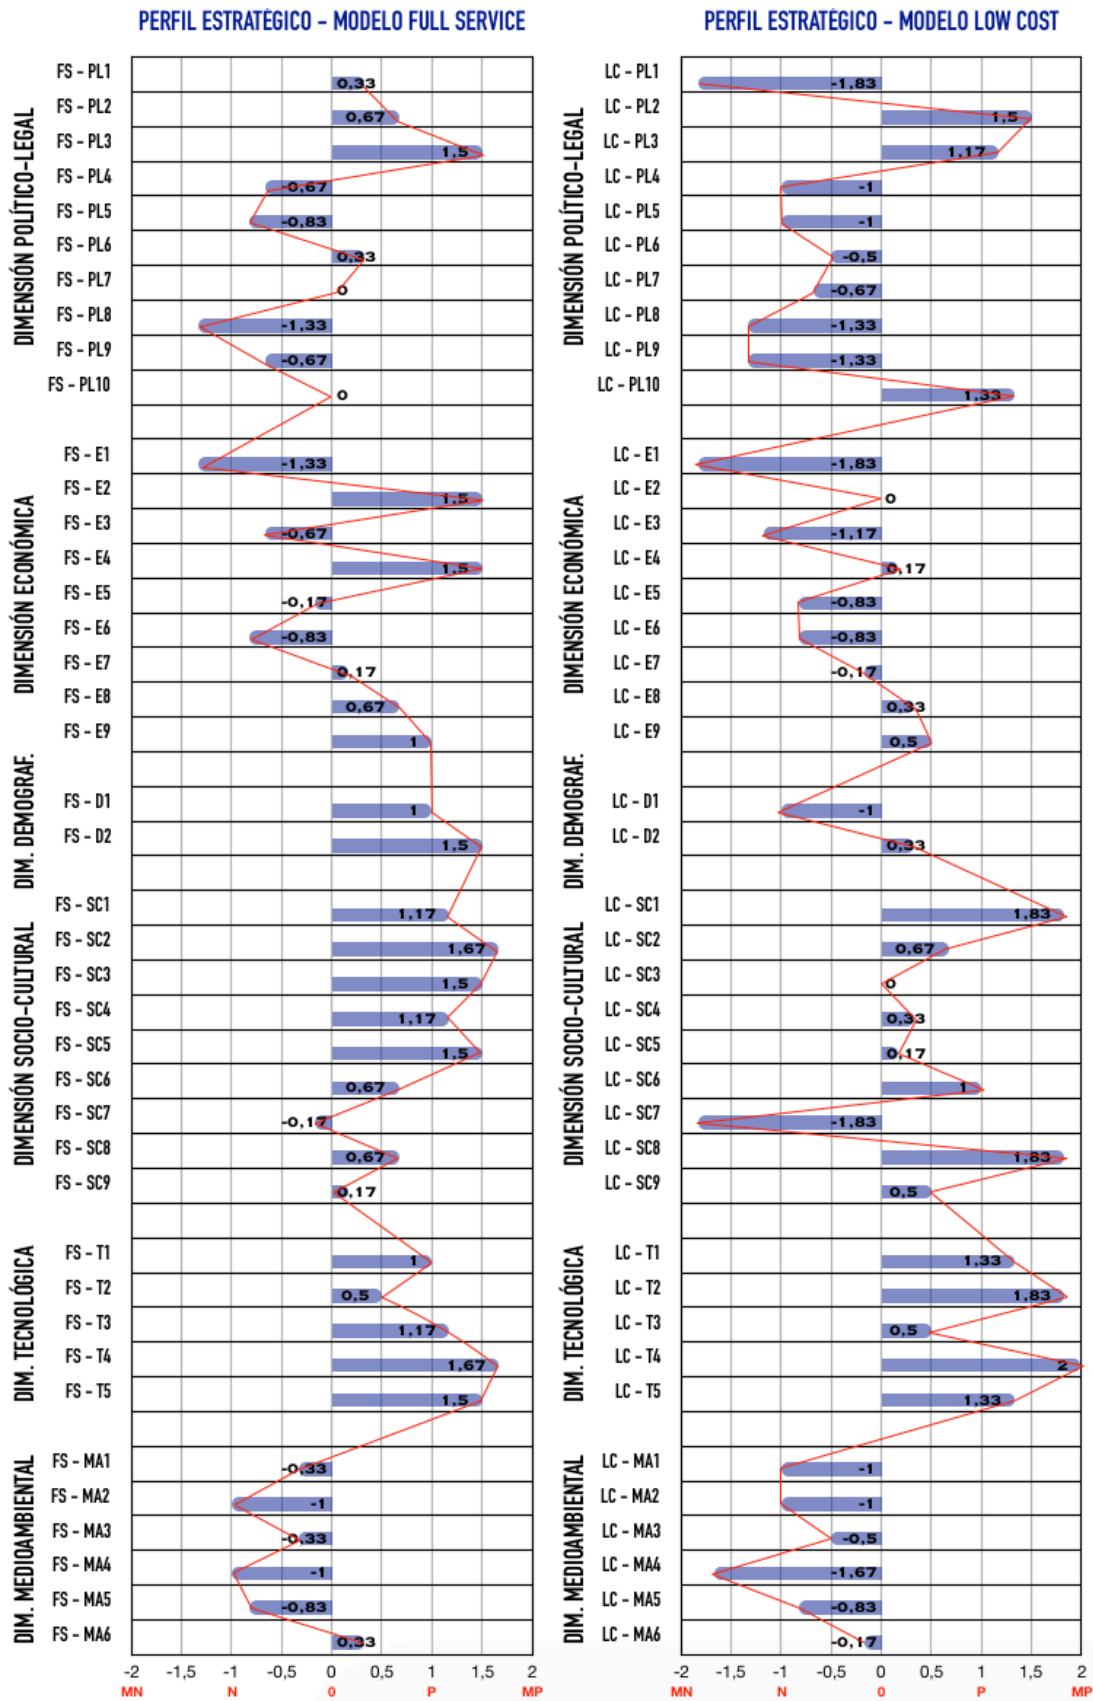 PERFIL ESTRATÉGICO – MODELO FULL SERVICE
DIMENSIÓN POLÍTICO-LEGAL
FS - PL1 0,33
FS - PL2 0,67
FS - PL3 1,5
FS - PL4 -0,67
FS - PL5 -0,83
FS - PL6 0,33
FS - PL7 0
FS - PL8 -1,33
FS - PL9 -0,67
FS - PL10 0
DIMENSIÓN ECONÓMICA
FS - E1 -1,33
FS - E2 1,5
FS - E3 -0,67
FS - E4 1,5
FS - E5 -0,17
FS - E6 -0,83
FS - E7 0,17
FS - E8 0,67
FS - E9 1
DIM. DEMOGRAF.
FS - D1 1
FS - D2 1,5
DIMENSIÓN SOCIO-CULTURAL
FS - SC1 1,17
FS - SC2 1,67
FS - SC3 1,5
FS - SC4 1,17
FS - SC5 1,5
FS - SC6 0,67
FS - SC7 -0,17
FS - SC8 0,67
FS - SC9 0,17
DIM. TECNOLÓGICA
FS - T1 1
FS - T2 0,5
FS - T3 1,17
FS - T4 1,67
FS - T5 1,5
DIM. MEDIOAMBIENTAL
FS - MA1 -0,33
FS - MA2 -1
FS - MA3 -0,33
FS - MA4 -1
FS - MA5 -0,83
FS - MA6 0,33
-2 -1,5 -1 -0,5 0 0,5 1 1,5 2
MN N 0 P MP
PERFIL ESTRATÉGICO – MODELO LOW COST
DIMENSIÓN POLÍTICO-LEGAL
LC - PL1 -1,83
LC - PL2 1,5
LC - PL3 1,17
LC - PL4 -1
LC - PL5 -1
LC - PL6 -0,5
LC - PL7 -0,67
LC - PL8 -1,33
LC - PL9 -1,33
LC - PL10 1,33
DIMENSIÓN ECONÓMICA
LC - E1 -1,83
LC - E2 0
LC - E3 -1,17
LC - E4 0,17
LC - E5 -0,83
LC - E6 -0,83
LC - E7 -0,17
LC - E8 0,33
LC - E9 0,5
DIM. DEMOGRAF.
LC - D1 -1
LC - D2 0,33
DIMENSIÓN SOCIO-CULTURAL
LC - SC1 1,83
LC - SC2 0,67
LC - SC3 0
LC - SC4 0,33
LC - SC5 0,17
LC - SC6 1
LC - SC7 -1,83
LC - SC8 1,83
LC - SC9 0,5
DIM. TECNOLÓGICA
LC - T1 1,33
LC - T2 1,83
LC - T3 0,5
LC - T4 2
LC - T5 1,33
DIM. MEDIOAMBIENTAL
LC - MA1 -1
LC - MA2 -1
LC - MA3 -0,5
LC - MA4 -1,67
LC - MA5 -0,83
LC - MA6 -0,17
-2 -1,5 -1 -0,5 0 0,5 1 1,5 2
MN N 0 P MP